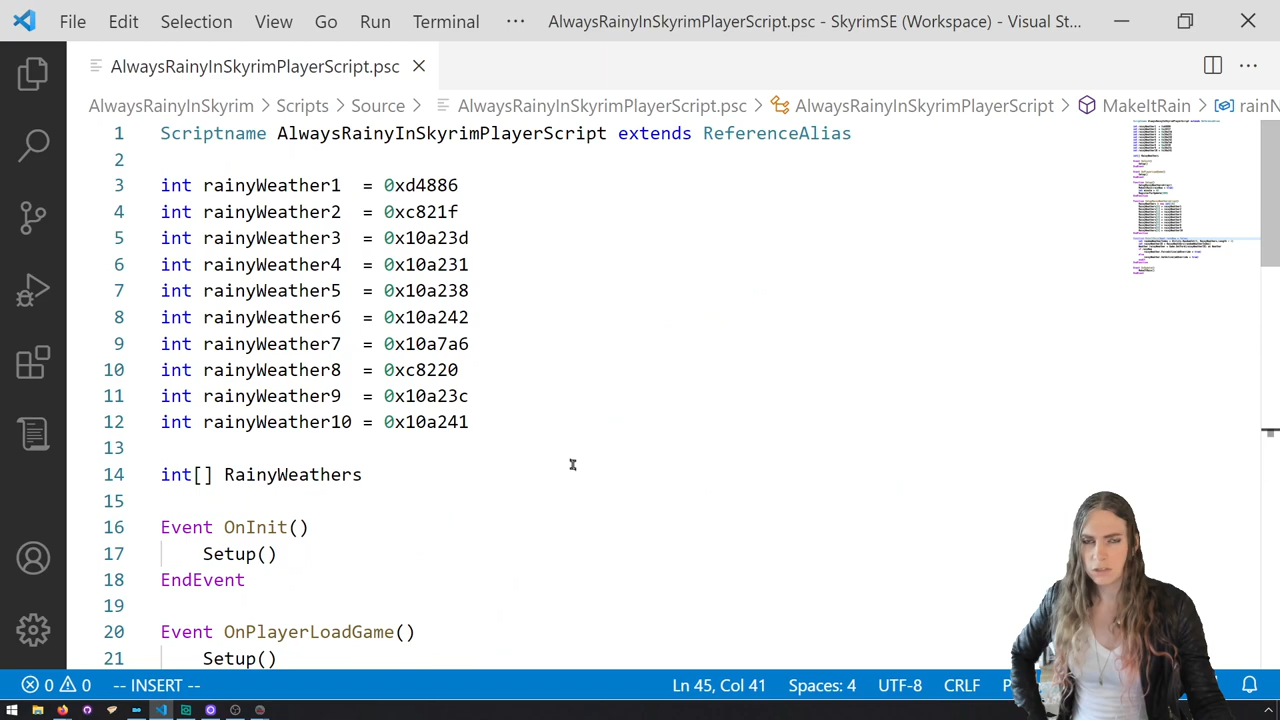 File Edit Selection View Go Run Terminal ··· AlwaysRainyInSkyrimPlayerScript.psc - SkyrimSE (Workspace) - Visual St...
AlwaysRainyInSkyrimPlayerScript.psc
AlwaysRainyInSkyrim > Scripts > Source > AlwaysRainyInSkyrimPlayerScript.psc > AlwaysRainyInSkyrimPlayerScript > MakeItRain >
1 Scriptname AlwaysRainyInSkyrimPlayerScript extends ReferenceAlias
2
3 int rainyWeather1 = 0xd4886
4 int rainyWeather2 = 0xc821f
5 int rainyWeather3 =
6 int rainyWeather4 = 0x10a231
7 int rainyWeather5 = 0x10a238
8 int rainyWeather6 = 0x10a242
9 int rainyWeather7 = 0x10a7a6
10 int rainyWeather8 = 0xc8220
11 int rainyWeather9 = 0x10a23c
12 int rainyWeather10 = 0x10a241
13
14 int[] RainyWeathers
15
16 Event OnInit()
17 Setup()
18 EndEvent
19
20 Event OnPlayerLoadGame()
21 Setup()
0 0 -- INSERT -- Ln 45, Col 41 Spaces: 4 UTF-8 CRLF